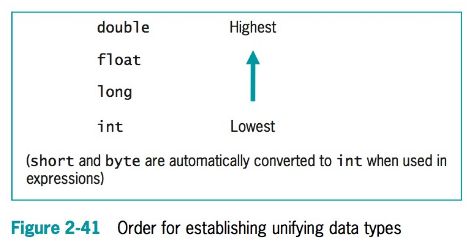 double Highest
float
long
int Lowest
(short and byte are automatically converted to int when used in
expressions)
Figure 2-41 Order for establishing unifying data types